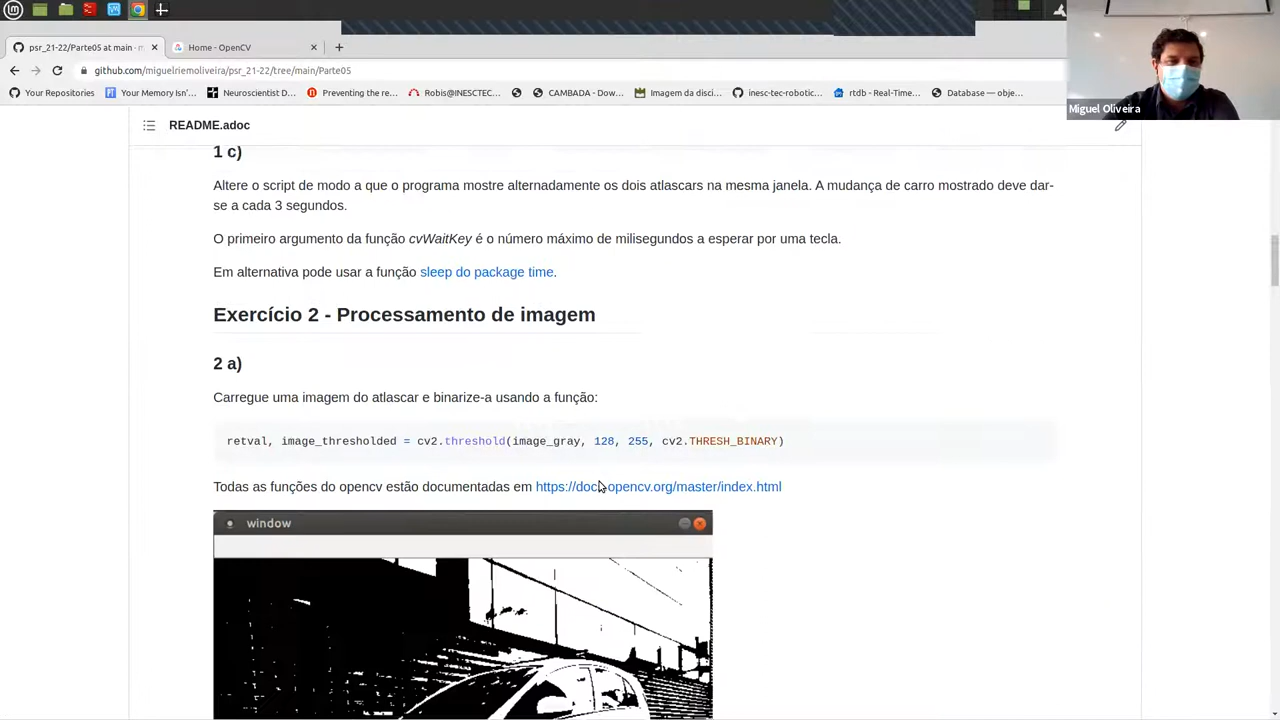 psr_21-22/Parte05 at main · m
Home - OpenCV
github.com/miguelriemoliveira/psr_21-22/tree/main/Parte05
Your Repositories
Your Memory Isn'...
Neuroscientist D...
Preventing the re...
Robis@INESCTEC...
CAMBADA - Dow...
Imagem da disci...
inesc-tec-robotic...
rtdb - Real-Time...
Database — obje...
Miguel Oliveira
README.adoc
1 c)
Altere o script de modo a que o programa mostre alternadamente os dois atlascars na mesma janela. A mudança de carro mostrado deve dar-
se a cada 3 segundos.
O primeiro argumento da função cvWaitKey é o número máximo de milisegundos a esperar por uma tecla.
Em alternativa pode usar a função sleep do package time.
Exercício 2 - Processamento de imagem
2 a)
Carregue uma imagem do atlascar e binarize-a usando a função:
retval, image_thresholded = cv2.threshold(image_gray, 128, 255, cv2.THRESH_BINARY)
Todas as funções do opencv estão documentadas em https://docs.opencv.org/master/index.html
window